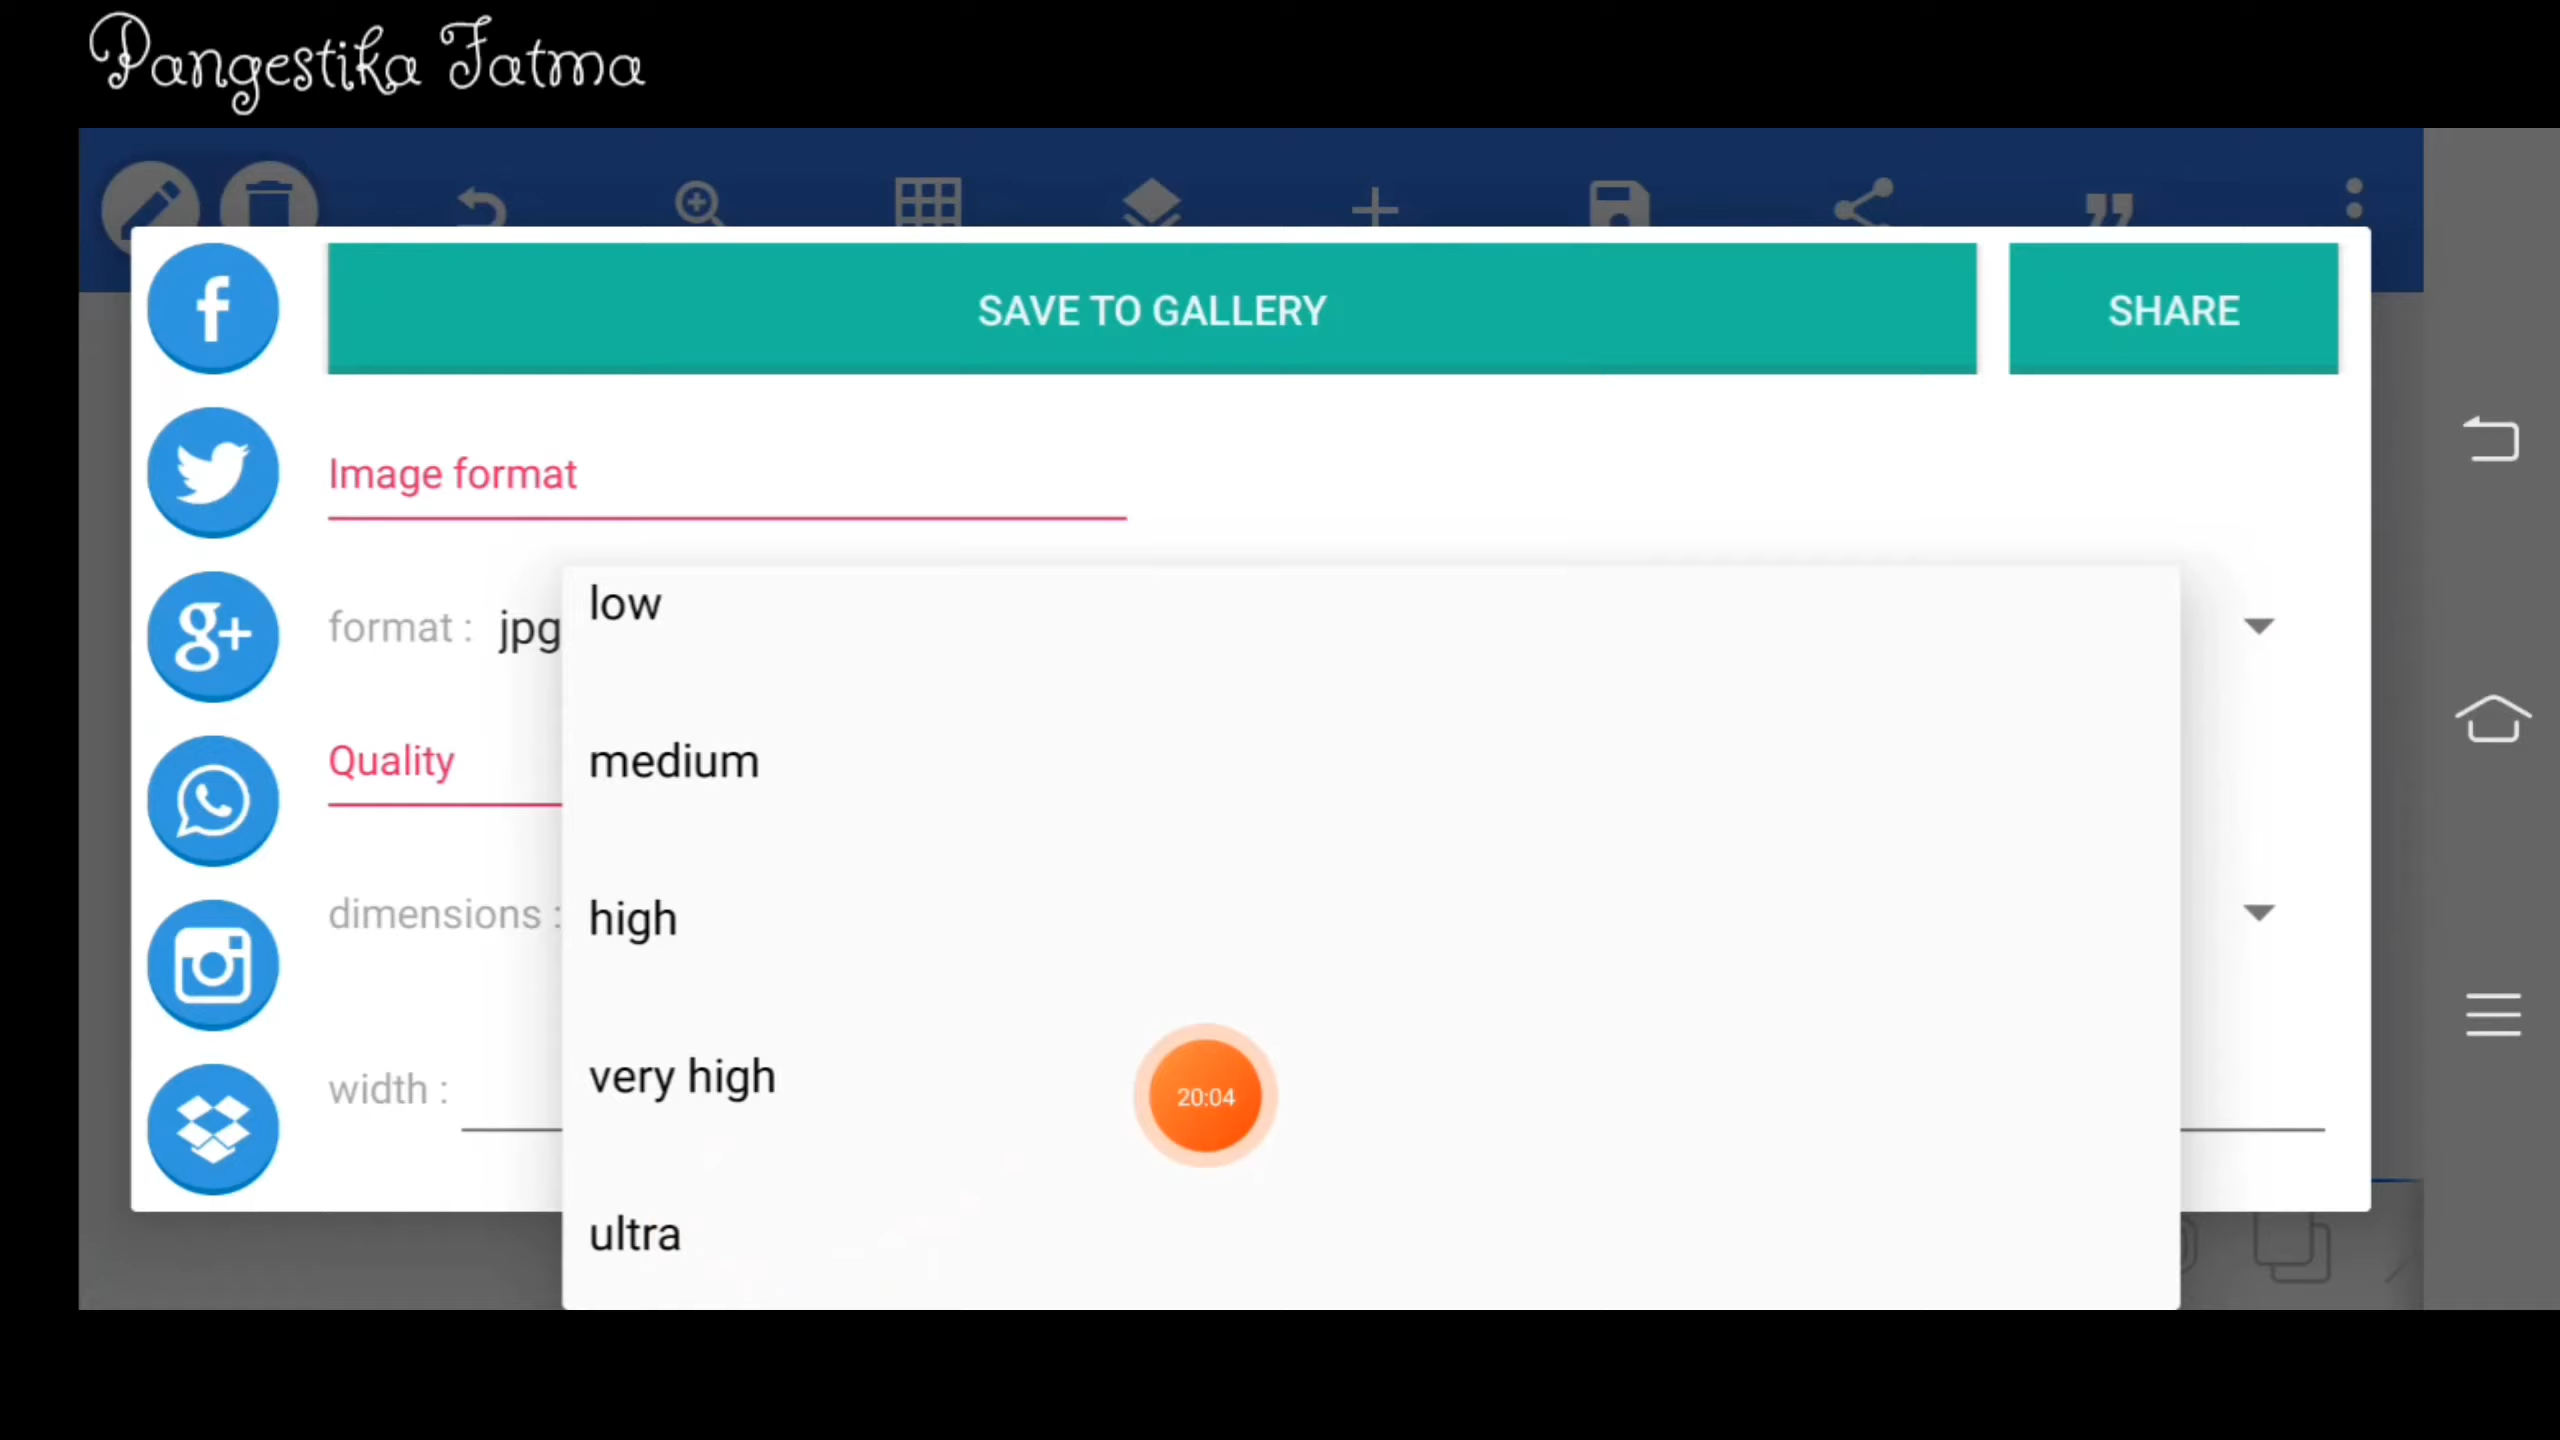 Pangestika Fatma
SAVE TO GALLERY
SHARE
Image format
format : jpg
low
medium
Quality
high
dimensions :
very high
width :
20:04
ultra